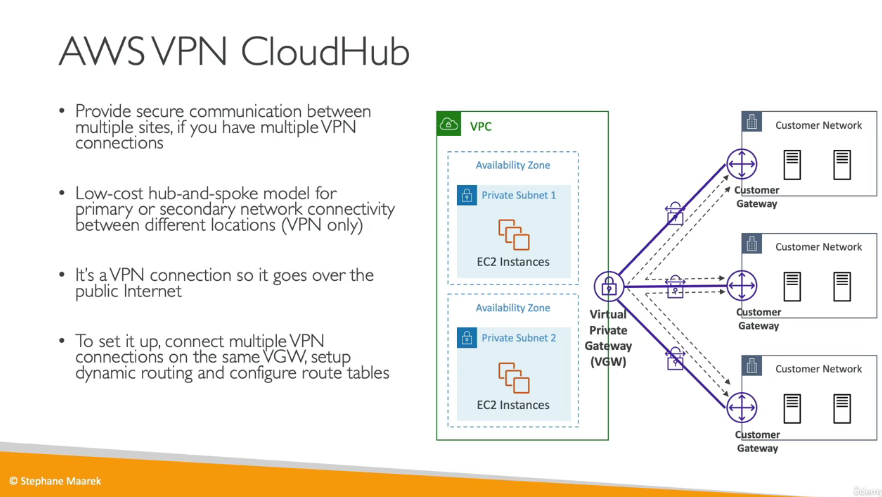 AWS VPN CloudHub
• Provide secure communication between
multiple sites, if you have multiple VPN
connections
• Low-cost hub-and-spoke model for
primary or secondary network connectivity
between different locations (VPN only)
• It's a VPN connection so it goes over the
public Internet
• To set it up, connect multiple VPN
connections on the same VGW, setup
dynamic routing and configure route tables
VPC
Availability Zone
Private Subnet 1
EC2 Instances
Availability Zone
Private Subnet 2
EC2 Instances
Virtual
Private
Gateway
(VGW)
Customer Network
Customer
Gateway
Customer Network
Customer
Gateway
Customer Network
Customer
Gateway
© Stephane Maarek
Udemy